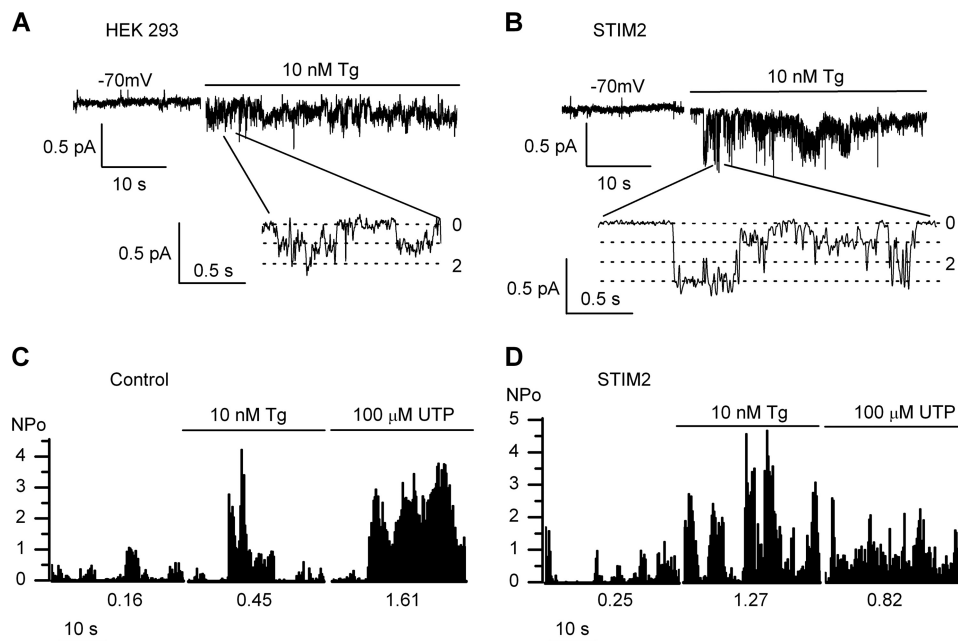 A
HEK 293
10 nM Tg
-70mV
0.5 pA
10 s
0
2
0.5 pA
0.5 s
B
STIM2
10 nM Tg
-70mV
0.5 pA
10 s
0
2
0.5 pA
0.5 s
C
Control
NPo
10 nM Tg
100 µM UTP
4
3
2
1
0
0.16
0.45
1.61
10 s
D
STIM2
NPo
10 nM Tg
100 µM UTP
5
4
3
2
1
0
0.25
1.27
0.82
10 s